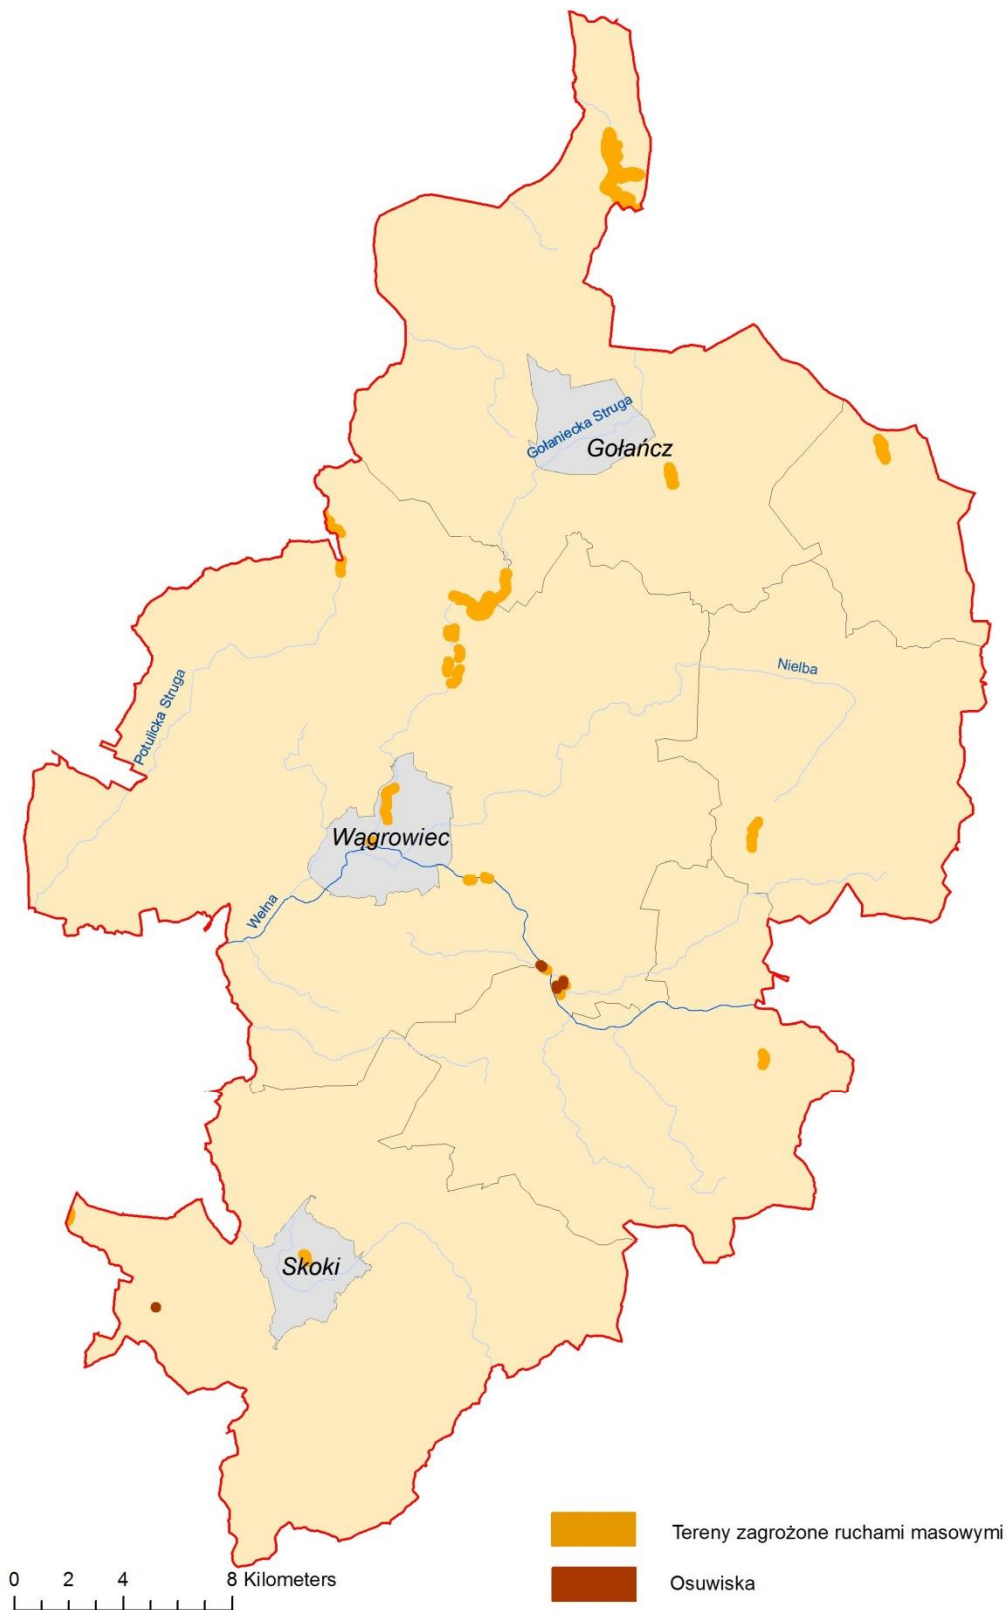 Gołaniecka Struga
Gołańcz
Nielba
Potulicka Struga
Wągrowiec
Wełna
Skoki
Tereny zagrożone ruchami masowymi
0 2 4 8 Kilometers
Osuwiska